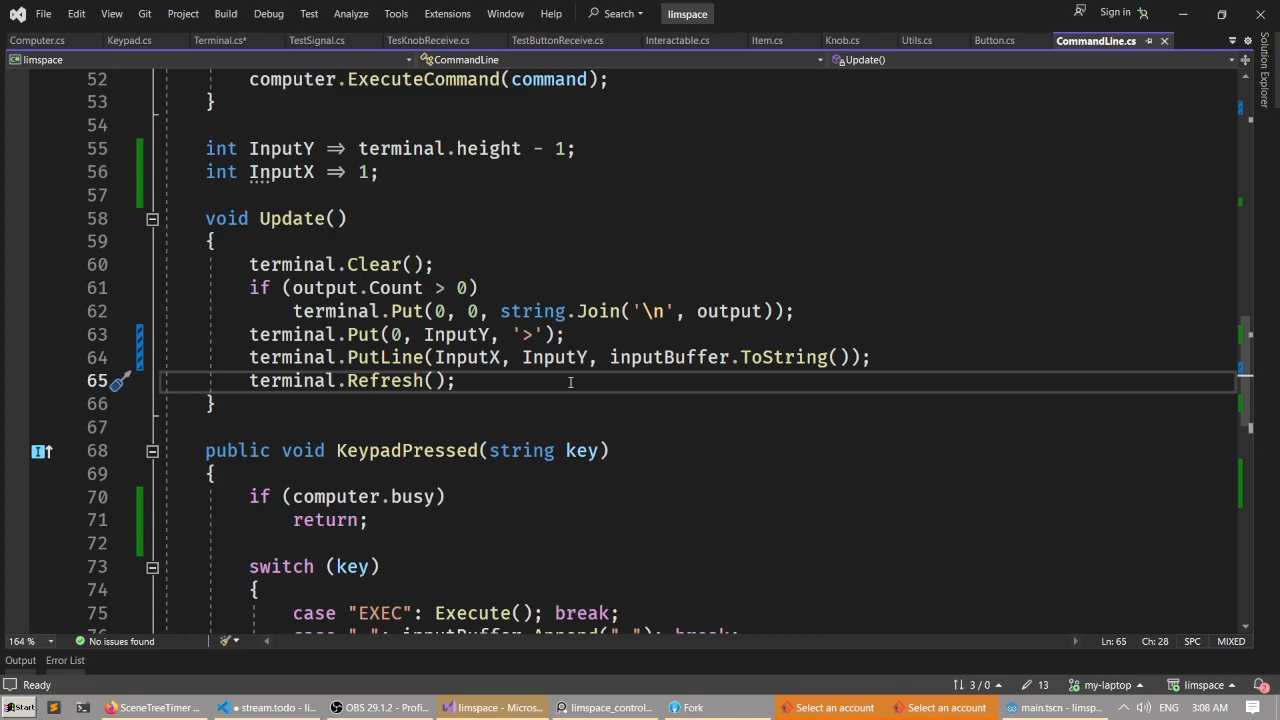 File Edit View Git Project Build Debug Test Analyze Tools Extensions Window Help Search limspace Sign in
Computer.cs Keypad.cs Terminal.cs* TestSignal.cs TesKnobReceive.cs TestButtonReceive.cs Interactable.cs Item.cs Knob.cs Utils.cs Button.cs CommandLine.cs
limspace CommandLine Update()
Solution Explorer
52 computer.ExecuteCommand(command);
53 }
54
55 int InputY => terminal.height - 1;
56 int InputX => 1;
57
58 void Update()
59 {
60 terminal.Clear();
61 if (output.Count > 0)
62 terminal.Put(0, 0, string.Join('\n', output));
63 terminal.Put(0, InputY, '>');
64 terminal.PutLine(InputX, InputY, inputBuffer.ToString());
65 terminal.Refresh();
66 }
67
68 public void KeypadPressed(string key)
69 {
70 if (computer.busy)
71 return;
72
73 switch (key)
74 {
75 case "EXEC": Execute(); break;
164 % No issues found Ln: 65 Ch: 28 SPC MIXED
Output Error List
Ready 3 / 0 13 my-laptop limspace 2
Start SceneTreeTimer ... stream.todo - lim... OBS 29.1.2 - Profi... limspace - Micros... limspace_control... Fork Select an account Select an account main.tscn - limsp... ENG 3:08 AM